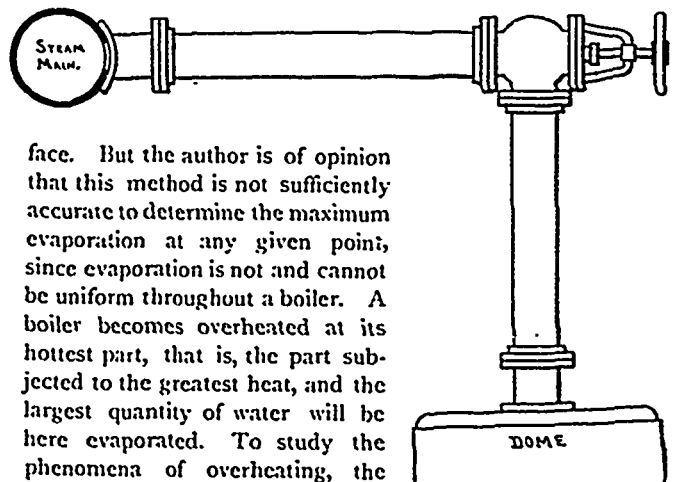 STEAM
MAIN.
face. But the author is of opinion
that this method is not sufficiently
accurate to determine the maximum
evaporation at any given point,
since evaporation is not and cannot
be uniform throughout a boiler. A
boiler becomes overheated at its
hottest part, that is, the part sub-
jected to the greatest heat, and the
largest quantity of water will be
here evaporated. To study the
phenomena of overheating, the
DOME